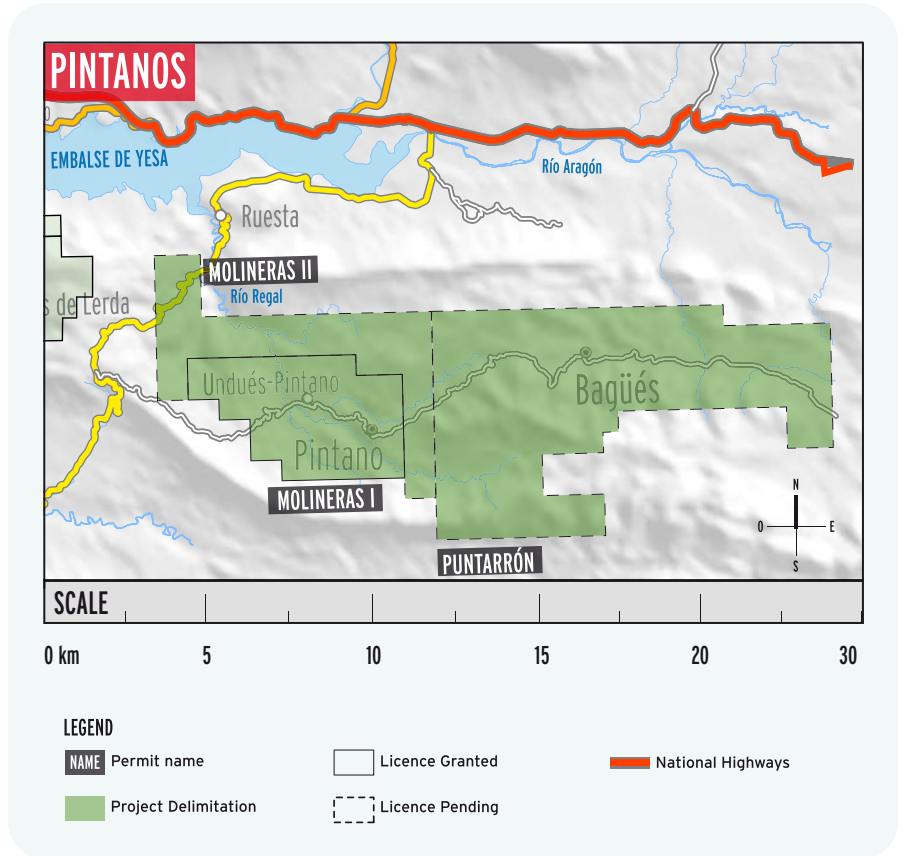 PINTANOS
EMBALSE DE YESA
Río Aragón
Ruesta
MOLINERAS II
Río Regal
s de Lerda
Undués-Pintano
Bagüés
Pintano
MOLINERAS I
PUNTARRÓN
N
O E
S
SCALE
0 km 5 10 15 20 30
LEGEND
NAME Permit name
Licence Granted
National Highways
Project Delimitation
Licence Pending